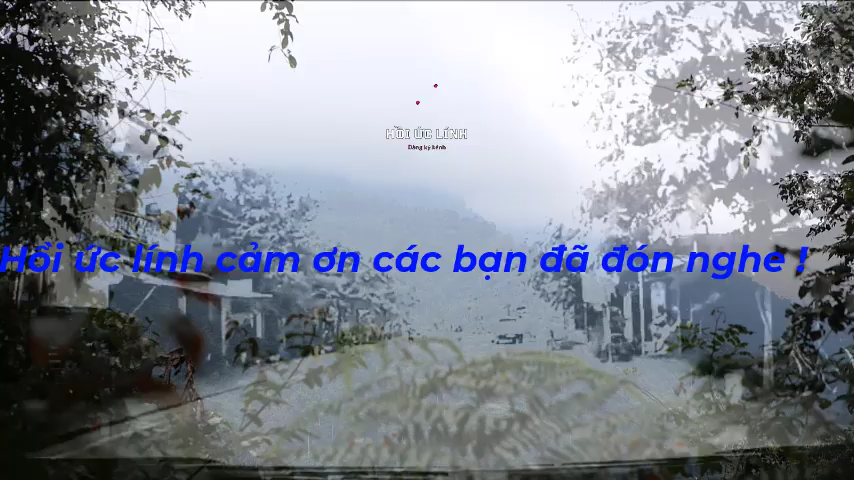 HỒI ỨC LÍNH
Đăng ký kênh
Hồi ức lính cảm ơn các bạn đã đón nghe !